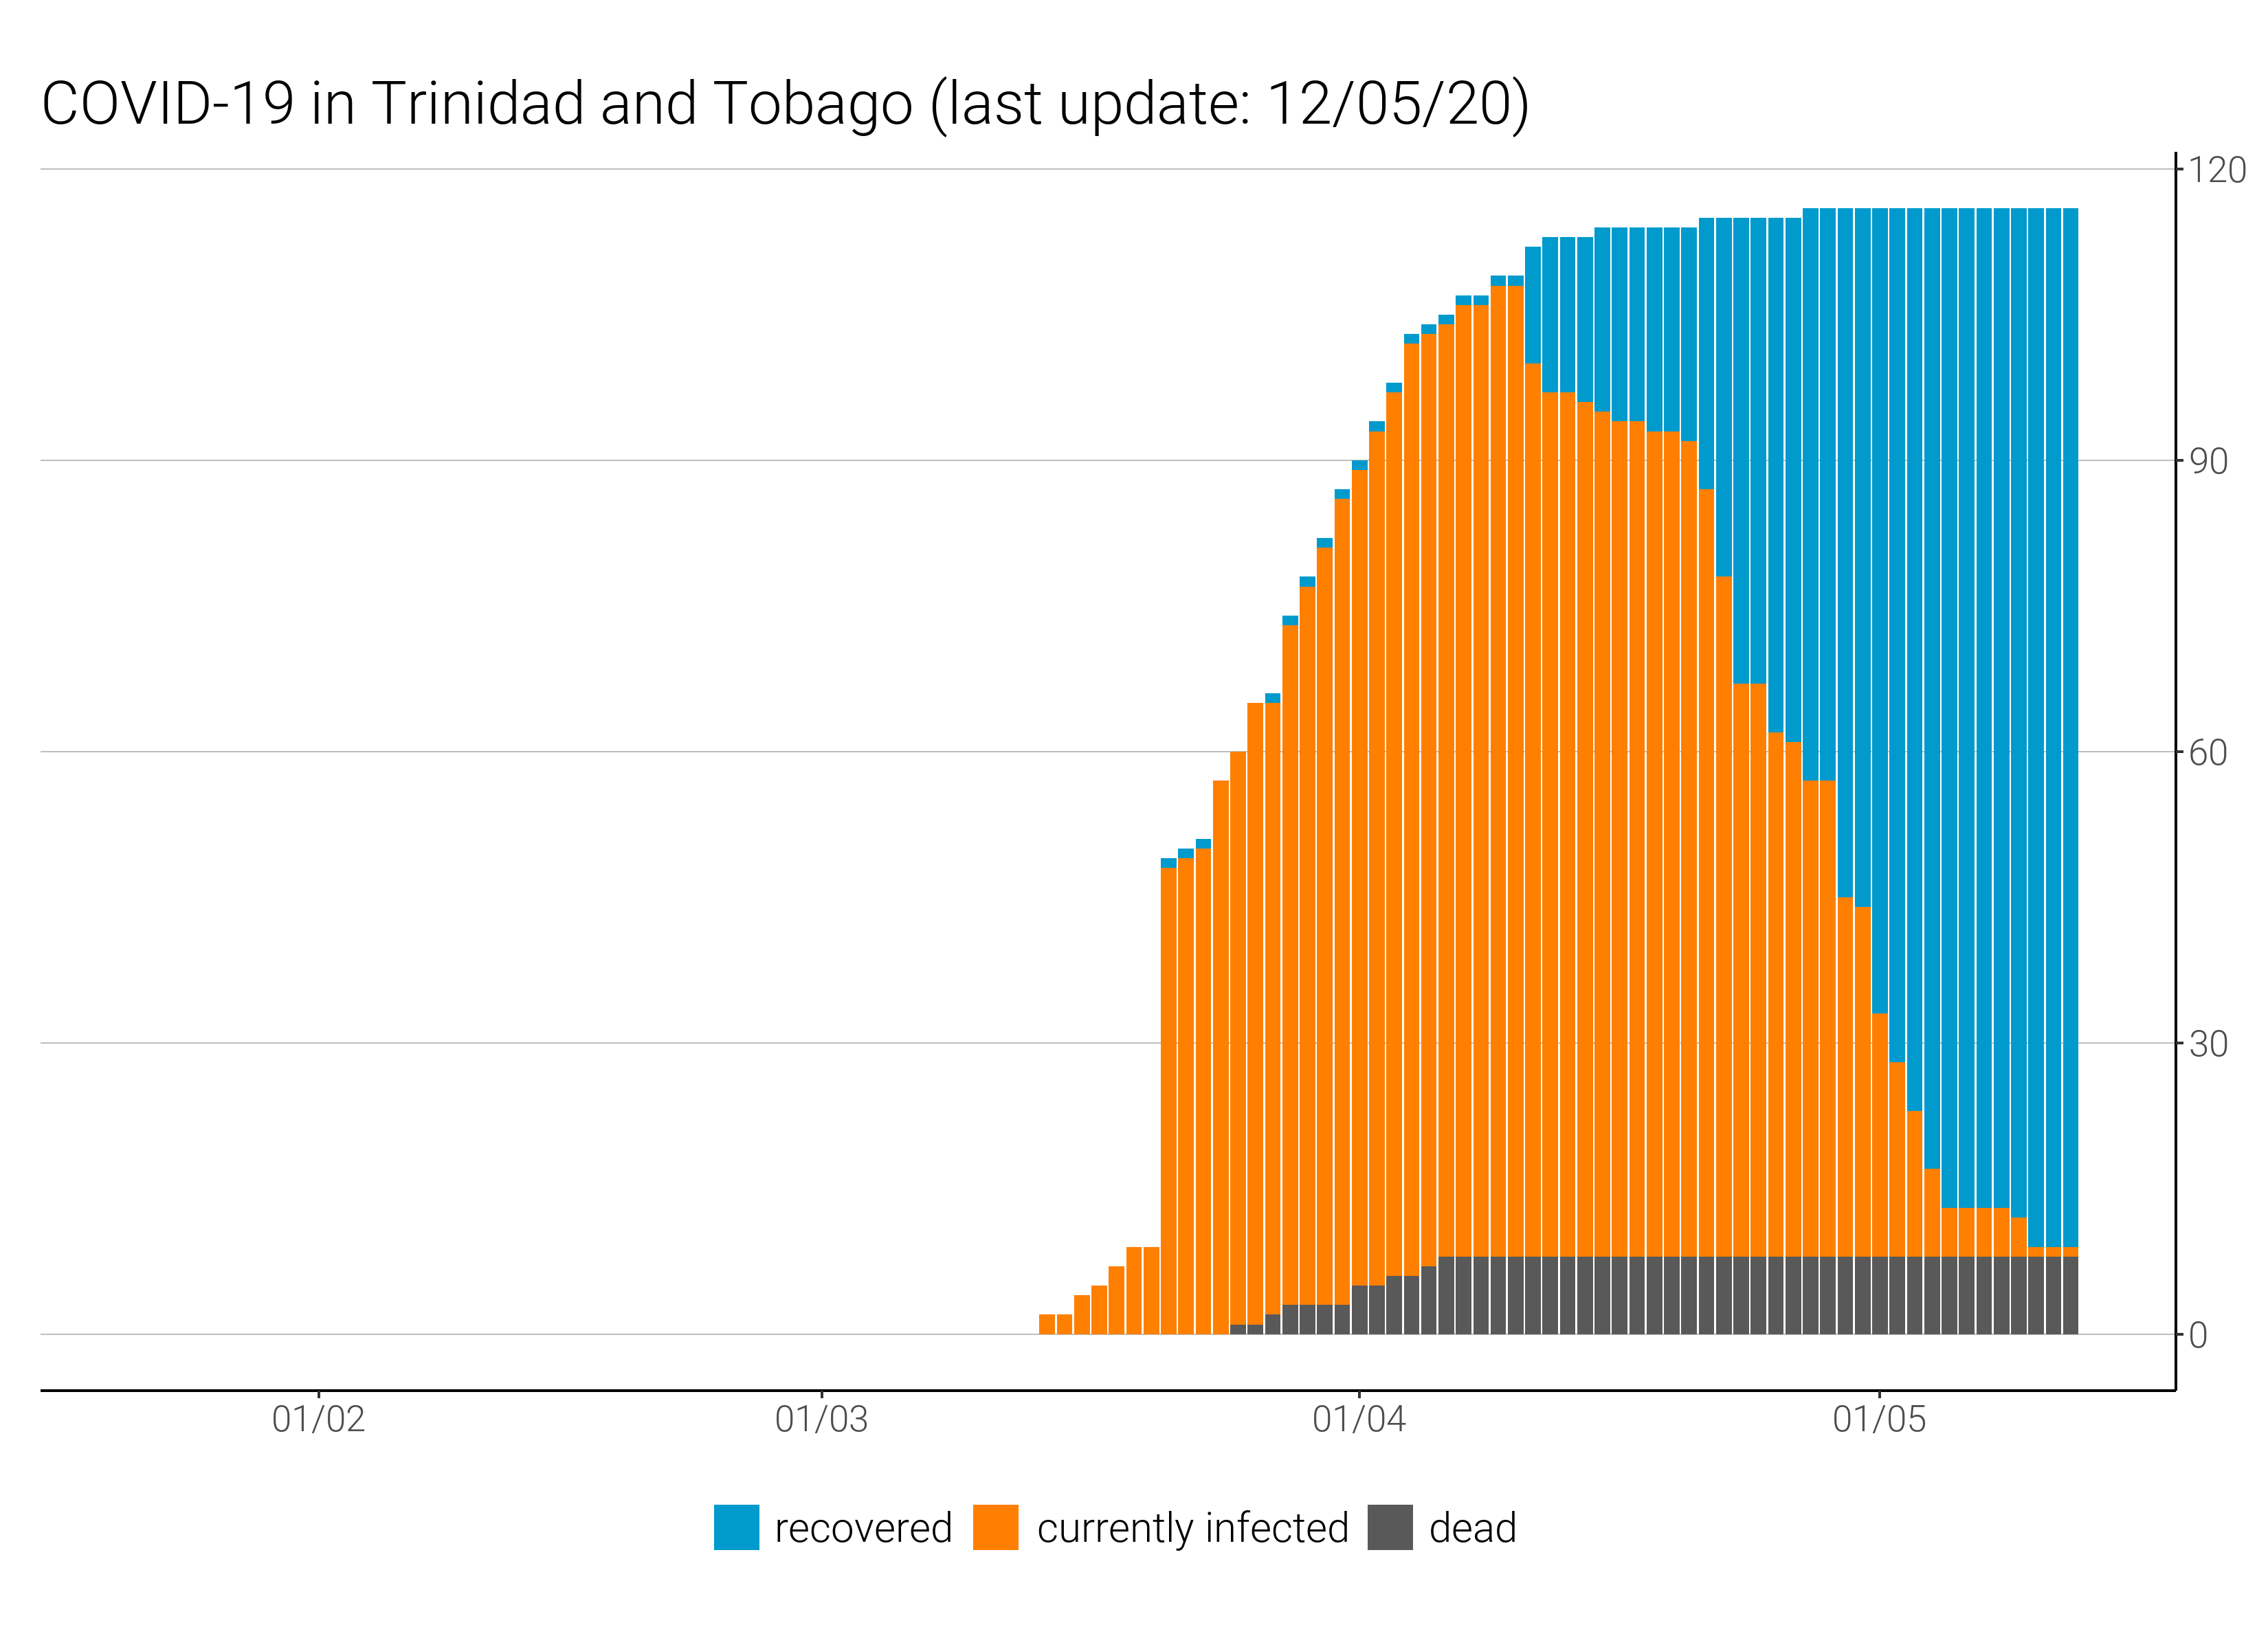 COVID-19 in Trinidad and Tobago (last update: 12/05/20)
120
90
60
30
0
01/02 01/03 01/04 01/05
recovered currently infected dead